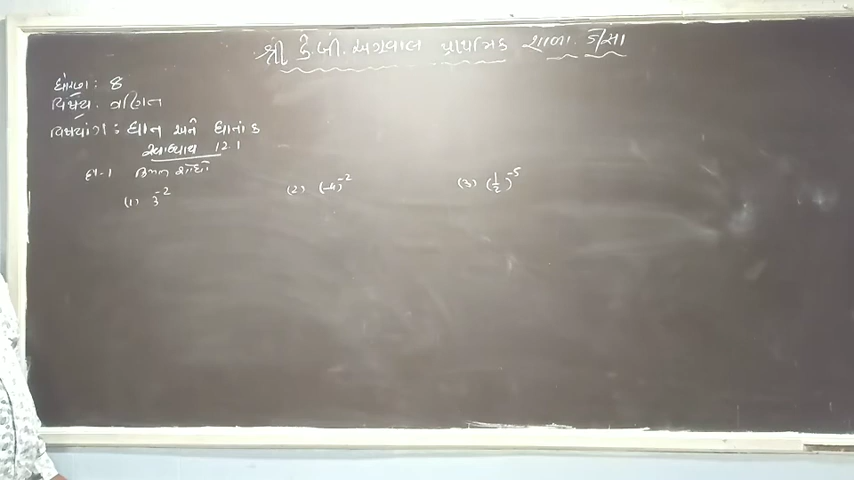 શ્રી કે.બી. અગ્રવાલ પ્રાથમિક શાળા. ડીસા
ધોરણ : 8
વિષય. ગણિત
વિષયાંગ : ઘાત અને ઘાતાંક
સ્વાધ્યાય 12.1
દા-1 કિંમત શોધો
(1) 3⁻² (2) (-4)⁻² (3) (1/2)⁻⁵